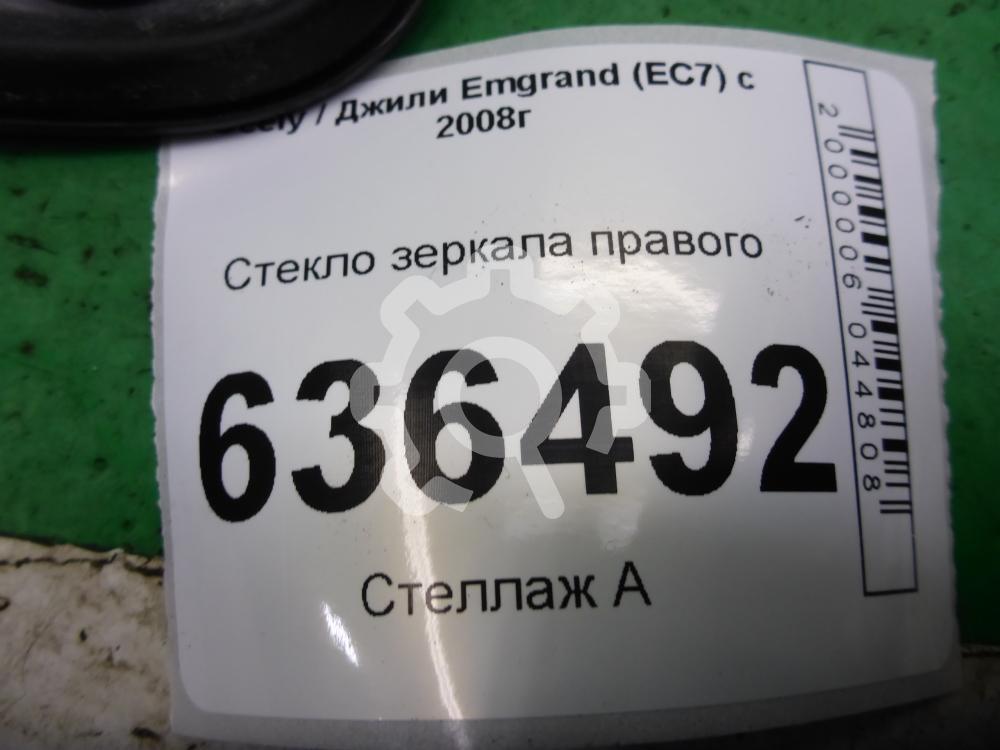 / Джили Emgrand (EC7) с
2008г
Стекло зеркала правого
636492
Стеллаж А
2000006044808